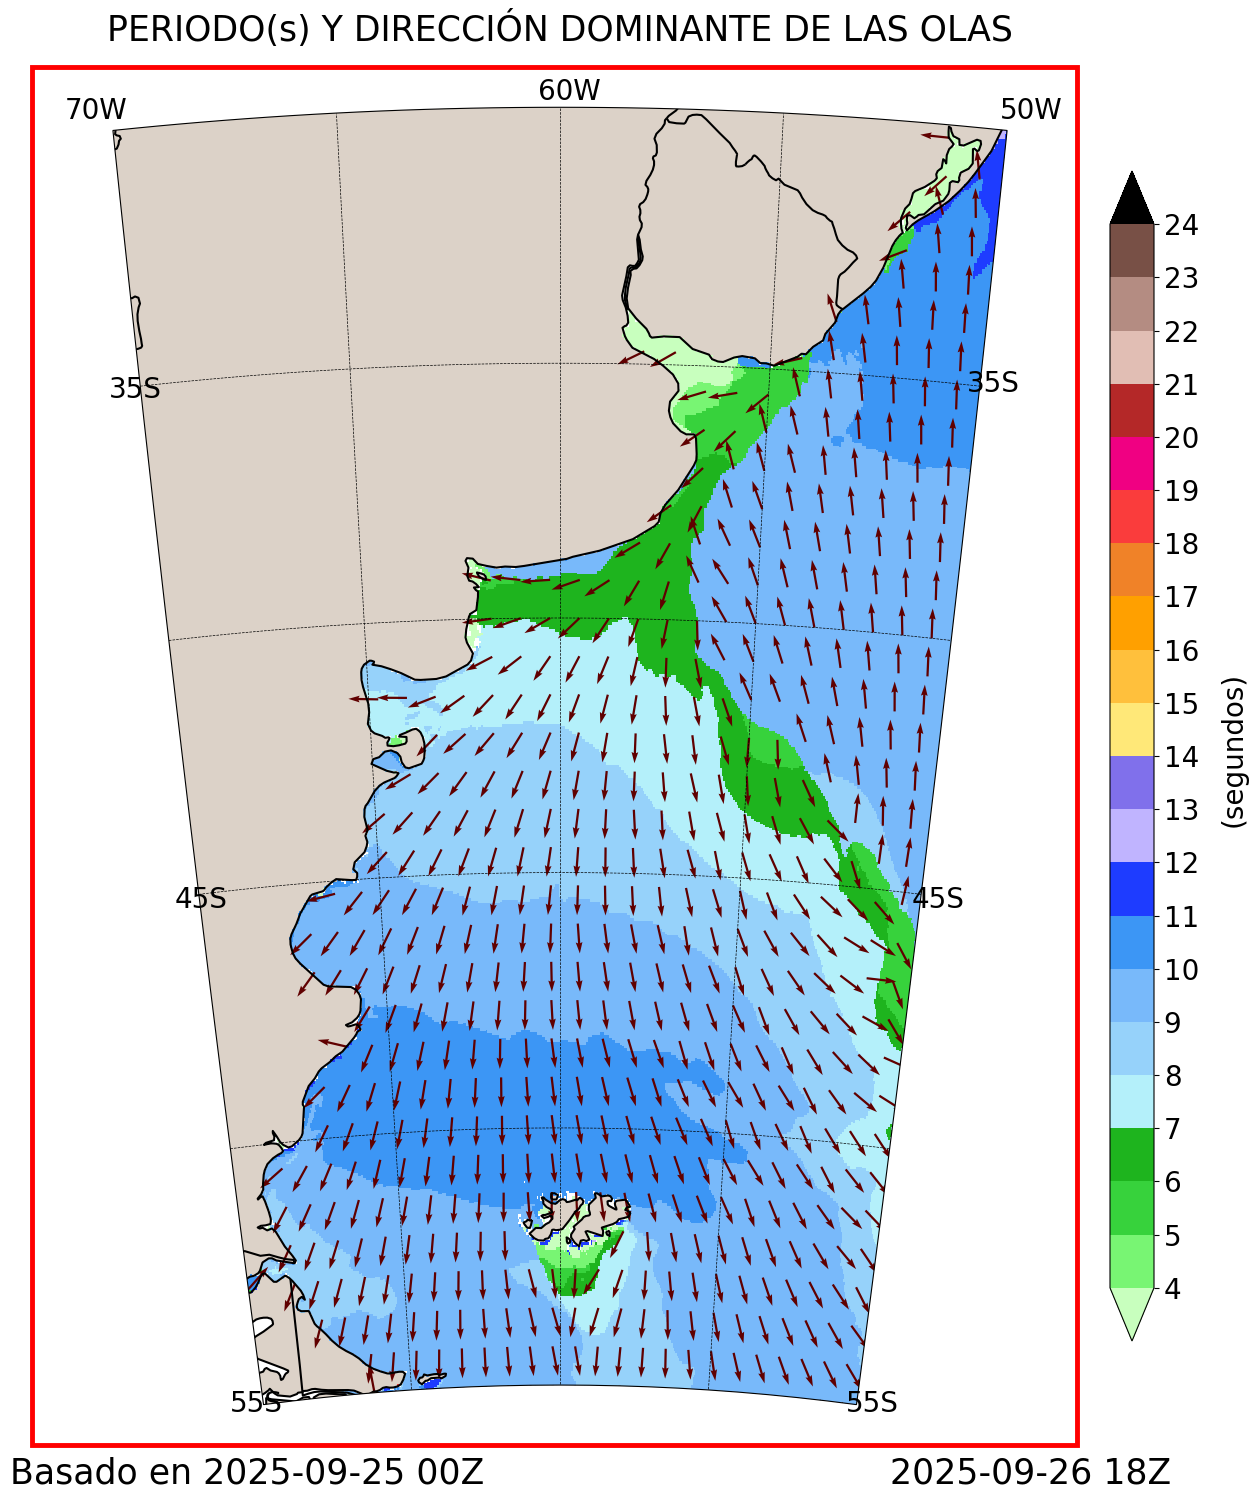 PERIODO(s) Y DIRECCIÓN DOMINANTE DE LAS OLAS
70W
60W
50W
35S
35S
45S
45S
55S
55S
24
23
22
21
20
19
18
17
16
15
14
13
12
11
10
9
8
7
6
5
4
(segundos)
Basado en 2025-09-25 00Z
2025-09-26 18Z